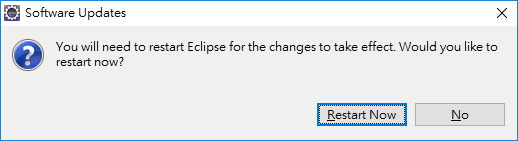 Software Updates
You will need to restart Eclipse for the changes to take effect. Would you like to
restart now?
Restart Now
No